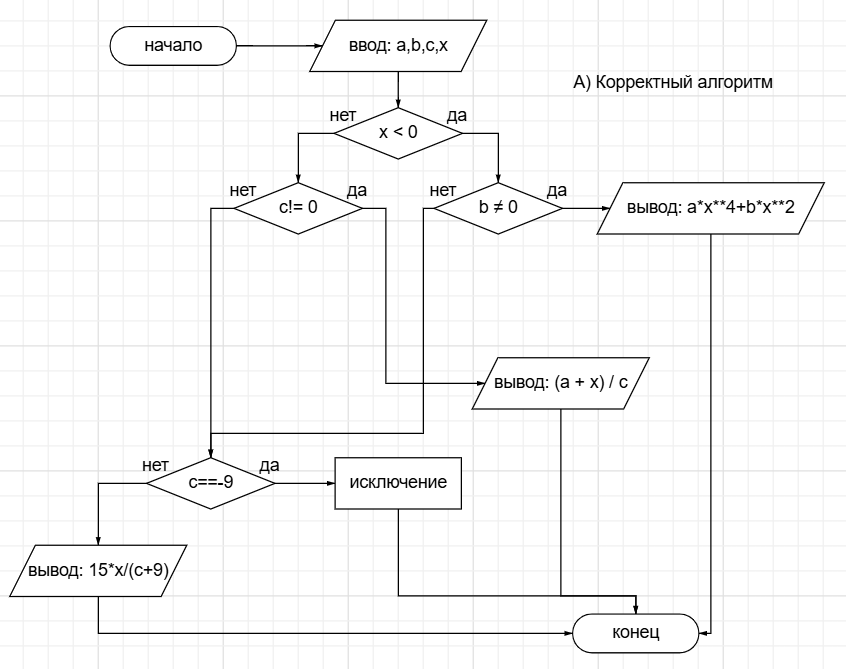 начало
ввод: a,b,c,x
А) Корректный алгоритм
нет
да
x < 0
нет
да
c!= 0
нет
да
b ≠ 0
вывод: a*x**4+b*x**2
вывод: (a + x) / c
нет
да
c==-9
исключение
вывод: 15*x/(c+9)
конец